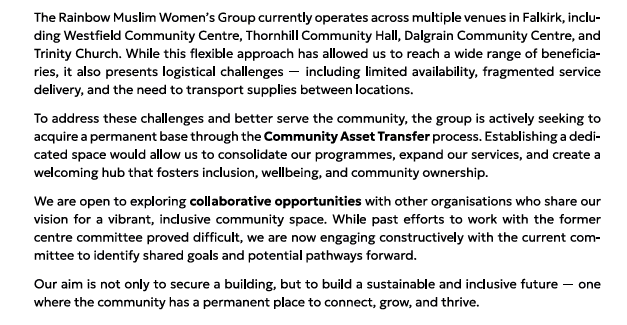 The Rainbow Muslim Women's Group currently operates across multiple venues in Falkirk, inclu-
ding Westfield Community Centre, Thornhill Community Hall, Dalgrain Community Centre, and
Trinity Church. While this flexible approach has allowed us to reach a wide range of beneficia-
ries, it also presents logistical challenges — including limited availability, fragmented service
delivery, and the need to transport supplies between locations.
To address these challenges and better serve the community, the group is actively seeking to
acquire a permanent base through the Community Asset Transfer process. Establishing a dedi-
cated space would allow us to consolidate our programmes, expand our services, and create a
welcoming hub that fosters inclusion, wellbeing, and community ownership.
We are open to exploring collaborative opportunities with other organisations who share our
vision for a vibrant, inclusive community space. While past efforts to work with the former
centre committee proved difficult, we are now engaging constructively with the current com-
mittee to identify shared goals and potential pathways forward.
Our aim is not only to secure a building, but to build a sustainable and inclusive future — one
where the community has a permanent place to connect, grow, and thrive.